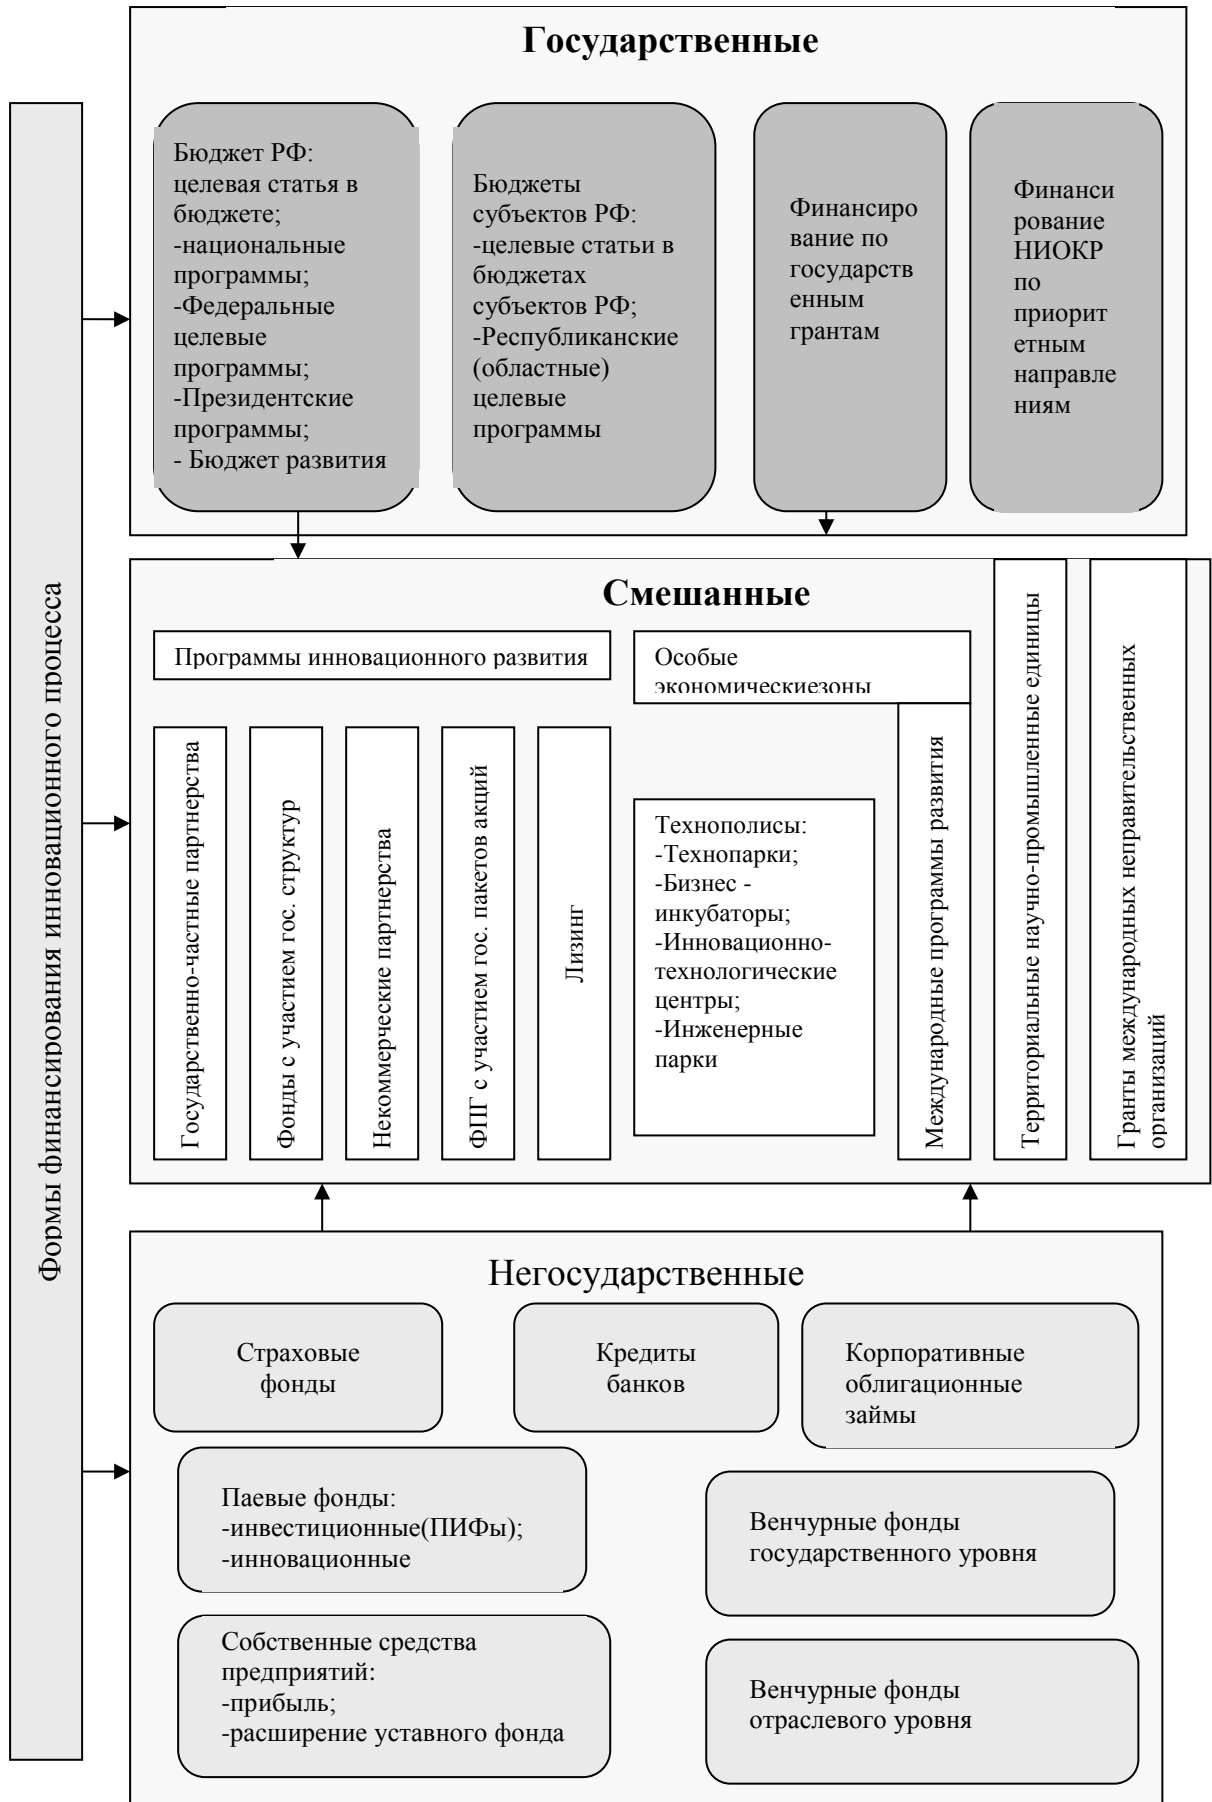 Формы финансирования инновационного процесса
Государственные
Бюджет РФ:
целевая статья в
бюджете;
-национальные
программы;
-Федеральные
целевые
программы;
-Президентские
программы;
- Бюджет развития
Бюджеты
субъектов РФ:
-целевые статьи в
бюджетах
субъектов РФ;
-Республиканские
(областные)
целевые
программы
Финансиро
вание по
государств
енным
грантам
Финанси
рование
НИОКР
по
приорит
етным
направле
ниям
Смешанные
Программы инновационного развития
Особые
экономическиезоны
Государственно-частные партнерства
Фонды с участием гос. структур
Некоммерческие партнерства
ФПГ с участием гос. пакетов акций
Лизинг
Технополисы:
-Технопарки;
-Бизнес -
инкубаторы;
-Инновационно-
технологические
центры;
-Инженерные
парки
Международные программы развития
Территориальные научно-промышленные единицы
Гранты международных неправительственных
организаций
Негосударственные
Страховые
фонды
Кредиты
банков
Корпоративные
облигационные
займы
Паевые фонды:
-инвестиционные(ПИФы);
-инновационные
Венчурные фонды
государственного уровня
Собственные средства
предприятий:
-прибыль;
-расширение уставного фонда
Венчурные фонды
отраслевого уровня